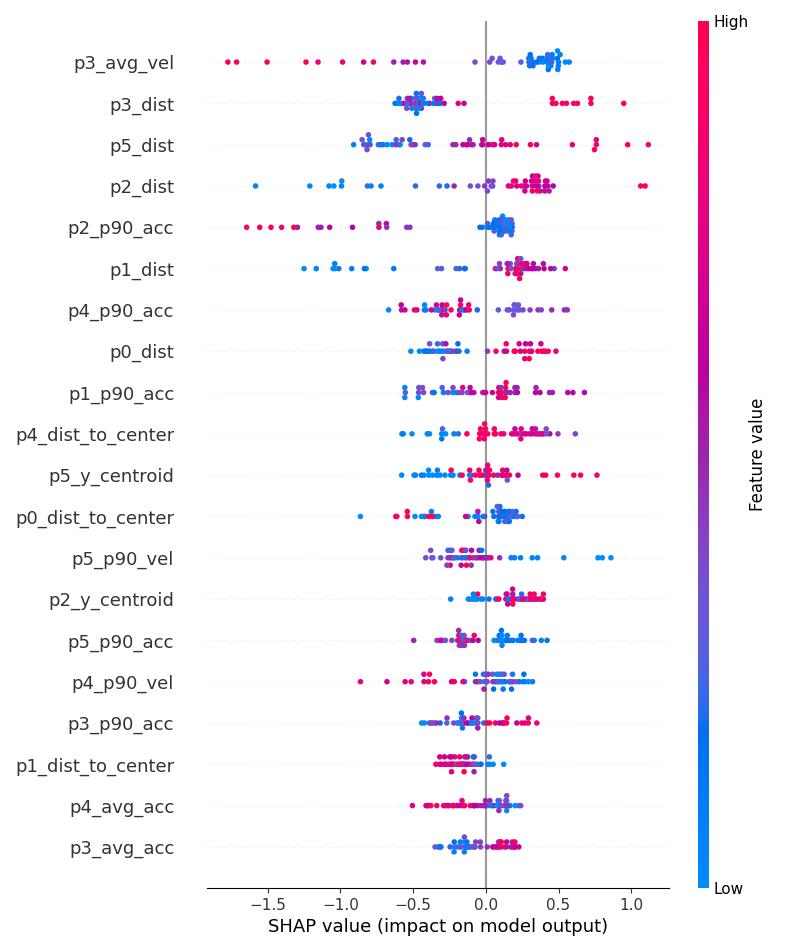 High
p3_avg_vel
p3_dist
p5_dist
p2_dist
p2_p90_acc
p1_dist
p4_p90_acc
p0_dist
p1_p90_acc
p4_dist_to_center
p5_y_centroid
p0_dist_to_center
p5_p90_vel
p2_y_centroid
p5_p90_acc
p4_p90_vel
p3_p90_acc
p1_dist_to_center
p4_avg_acc
p3_avg_acc
Feature value
Low
−1.5 −1.0 −0.5 0.0 0.5 1.0
SHAP value (impact on model output)